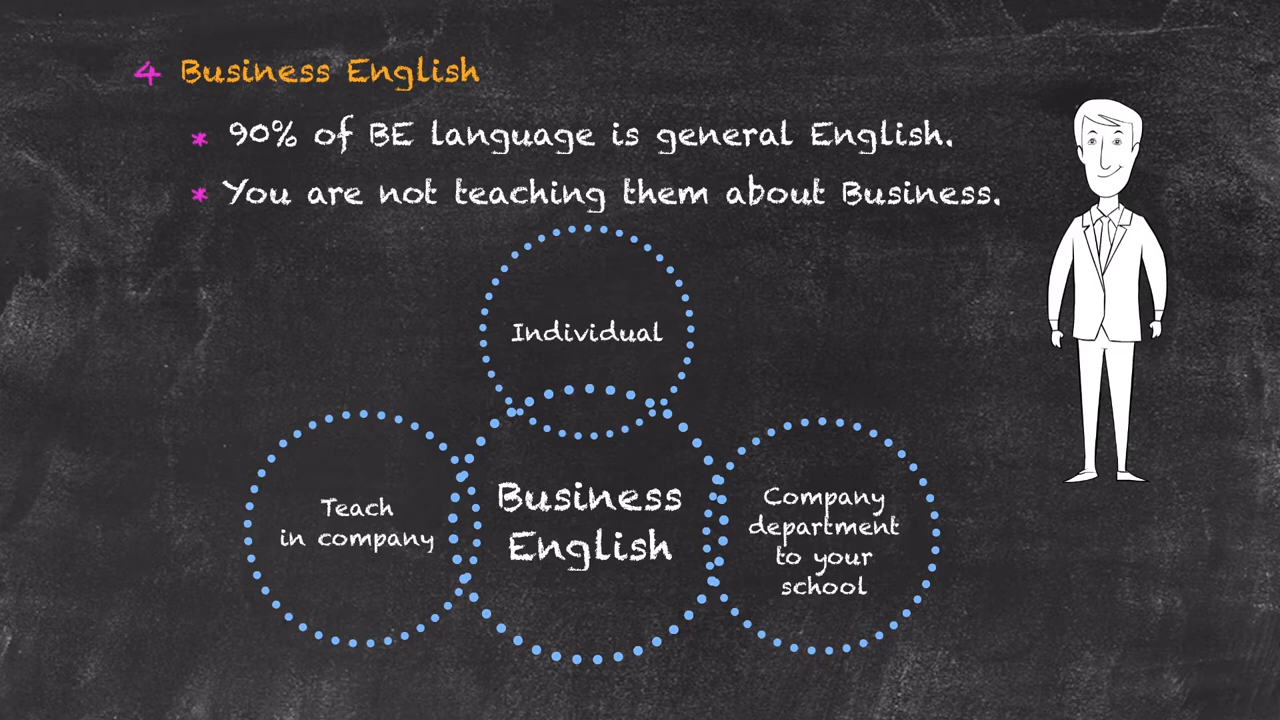 4 Business English
* 90% of BE language is general English.
* You are not teaching them about Business.
Individual
Teach
in company
Business
English
Company
department
to your
school